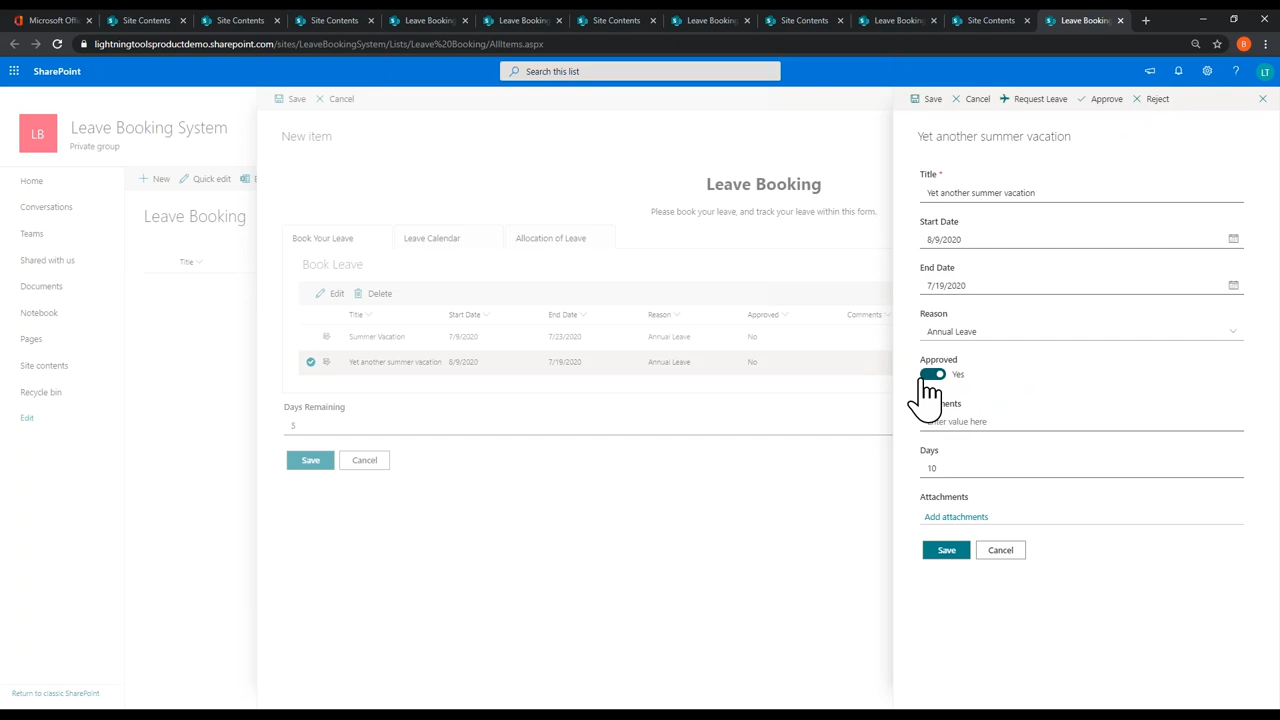 Microsoft Offic
Site Contents
Site Contents
Site Contents
Leave Booking
Leave Booking
Site Contents
Leave Booking
Site Contents
Leave Booking
Site Contents
Leave Booking
lightningtoolsproductdemo.sharepoint.com/sites/LeaveBookingSystem/Lists/Leave%20Booking/AllItems.aspx
B
SharePoint
Search this list
LT
LB
Leave Booking System
Private group
Home
Conversations
Teams
Shared with us
Documents
Notebook
Pages
Site contents
Recycle bin
Edit
Return to classic SharePoint
New
Quick edit
Leave Booking
Title
Save
Cancel
New item
Leave Booking
Please book your leave, and track your leave within this form.
Book Your Leave
Leave Calendar
Allocation of Leave
Book Leave
Edit
Delete
Title
Start Date
End Date
Reason
Approved
Comments
Summer Vacation
7/9/2020
7/23/2020
Annual Leave
No
Yet another summer vacation
8/9/2020
7/19/2020
Annual Leave
No
Days Remaining
5
Save
Cancel
Save
Cancel
Request Leave
Approve
Reject
Yet another summer vacation
Title *
Yet another summer vacation
Start Date
8/9/2020
End Date
7/19/2020
Reason
Annual Leave
Approved
Yes
ments
nter value here
Days
10
Attachments
Add attachments
Save
Cancel